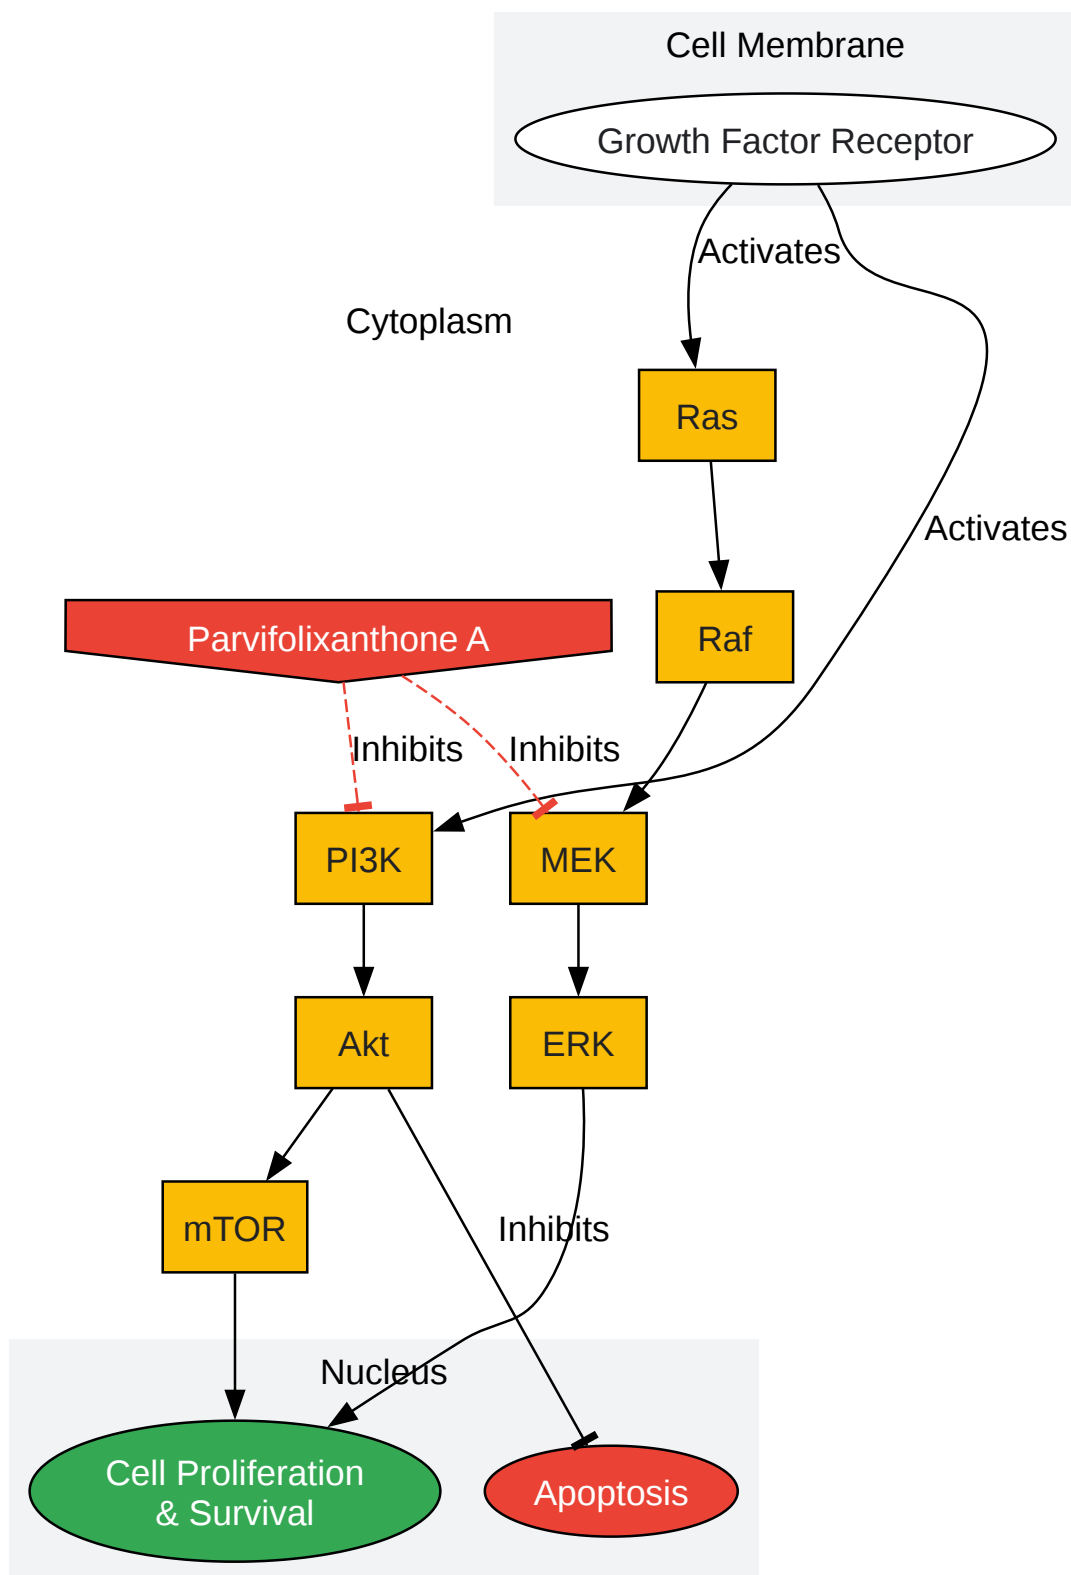 Cell Membrane
Growth Factor Receptor
Activates
Cytoplasm
Ras
Activates
Parvifolixanthone A
Raf
Inhibits
Inhibits
PI3K
MEK
Akt
ERK
mTOR
Inhibits
Nucleus
Cell Proliferation
& Survival
Apoptosis